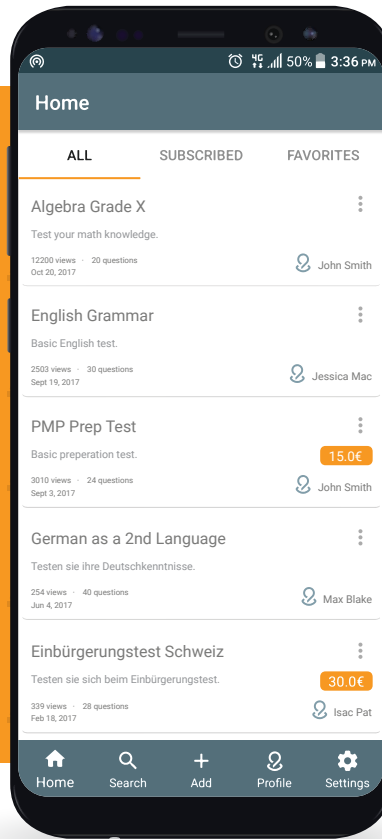 4G 50% 3:36 PM
Home
ALL SUBSCRIBED FAVORITES
Algebra Grade X
Test your math knowledge.
12200 views · 20 questions
Oct 20, 2017 John Smith
English Grammar
Basic English test.
2503 views · 30 questions
Sept 19, 2017 Jessica Mac
PMP Prep Test
Basic preperation test. 15.0€
3010 views · 24 questions
Sept 3, 2017 John Smith
German as a 2nd Language
Testen sie ihre Deutschkenntnisse.
254 views · 40 questions
Jun 4, 2017 Max Blake
Einbürgerungstest Schweiz
Testen sie sich beim Einbürgerungstest. 30.0€
339 views · 28 questions
Feb 18, 2017 Isac Pat
Home Search Add Profile Settings